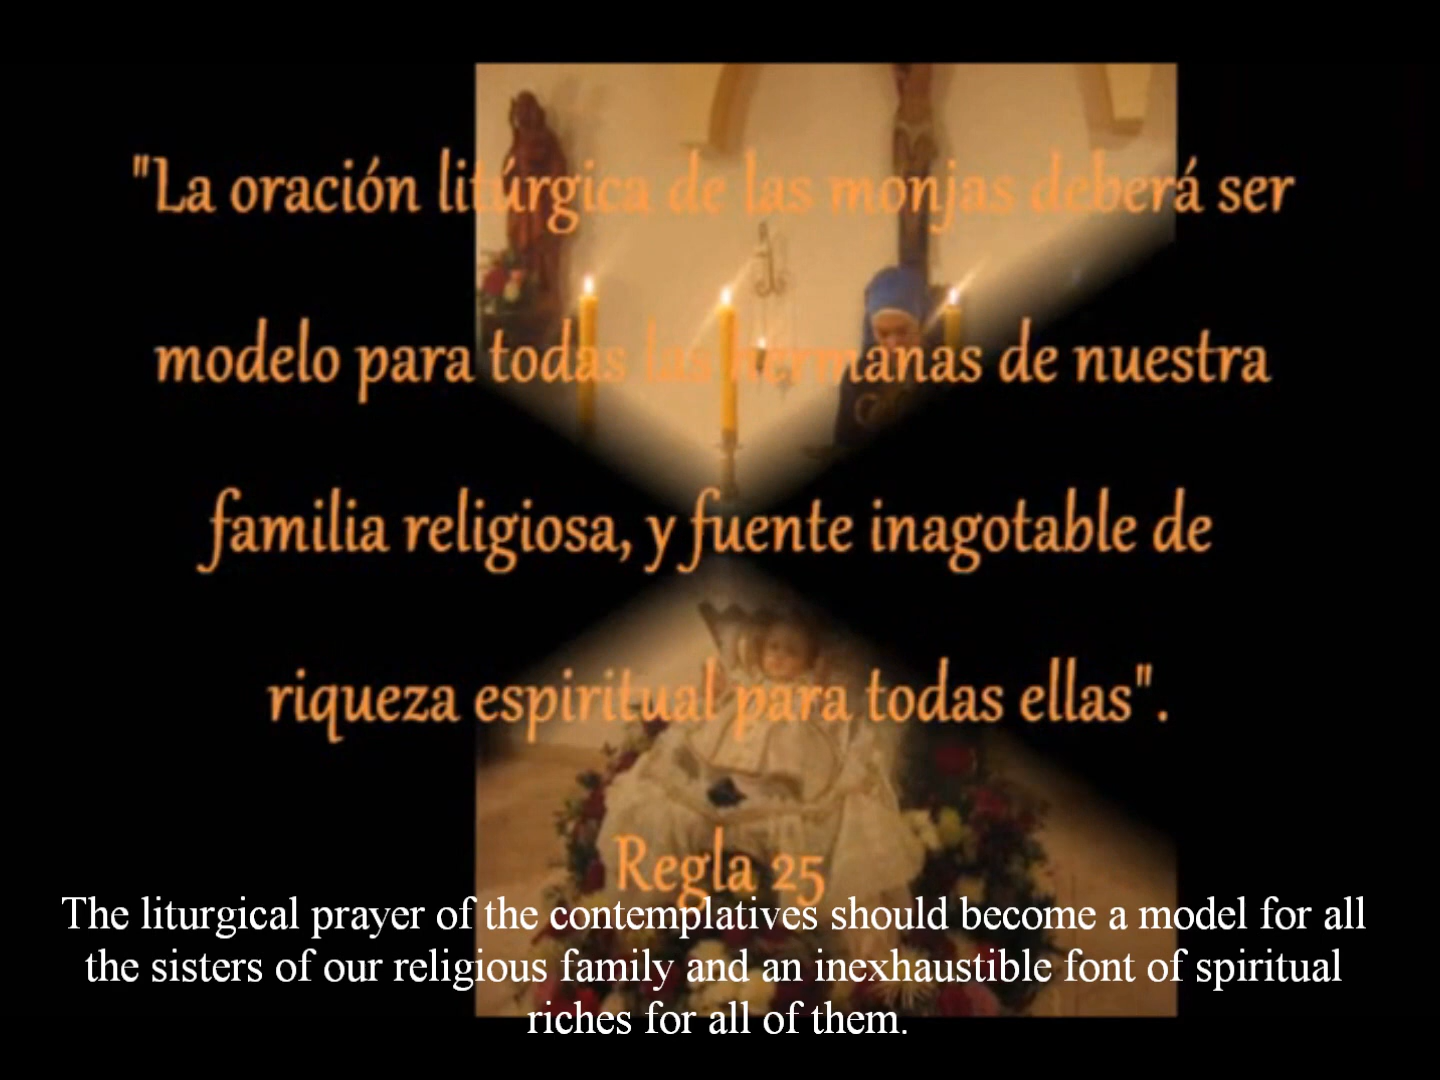 "La oración litúrgica de las monjas deberá ser
modelo para todas las hermanas de nuestra
familia religiosa, y fuente inagotable de
riqueza espiritual para todas ellas".
Regla 25
The liturgical prayer of the contemplatives should become a model for all
the sisters of our religious family and an inexhaustible font of spiritual
riches for all of them.